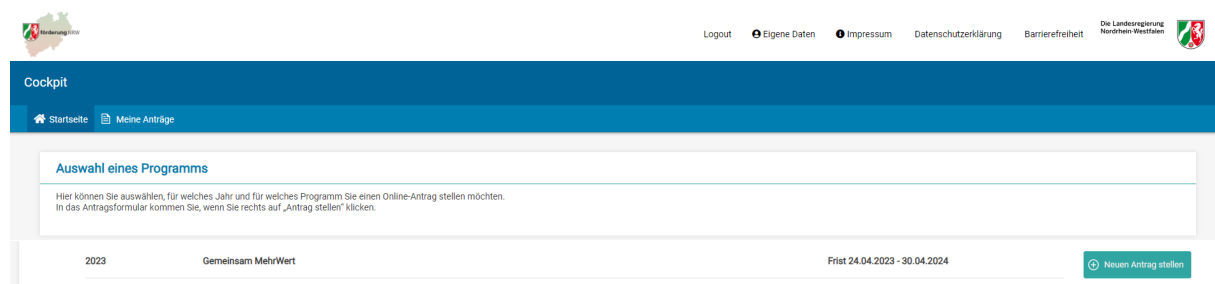 förderung.NRW
Logout Eigene Daten Impressum Datenschutzerklärung Barrierefreiheit
Die Landesregierung
Nordrhein-Westfalen
Cockpit
Startseite Meine Anträge
Auswahl eines Programms
Hier können Sie auswählen, für welches Jahr und für welches Programm Sie einen Online-Antrag stellen möchten.
In das Antragsformular kommen Sie, wenn Sie rechts auf „Antrag stellen“ klicken.
2023 Gemeinsam MehrWert Frist 24.04.2023 - 30.04.2024 Neuen Antrag stellen